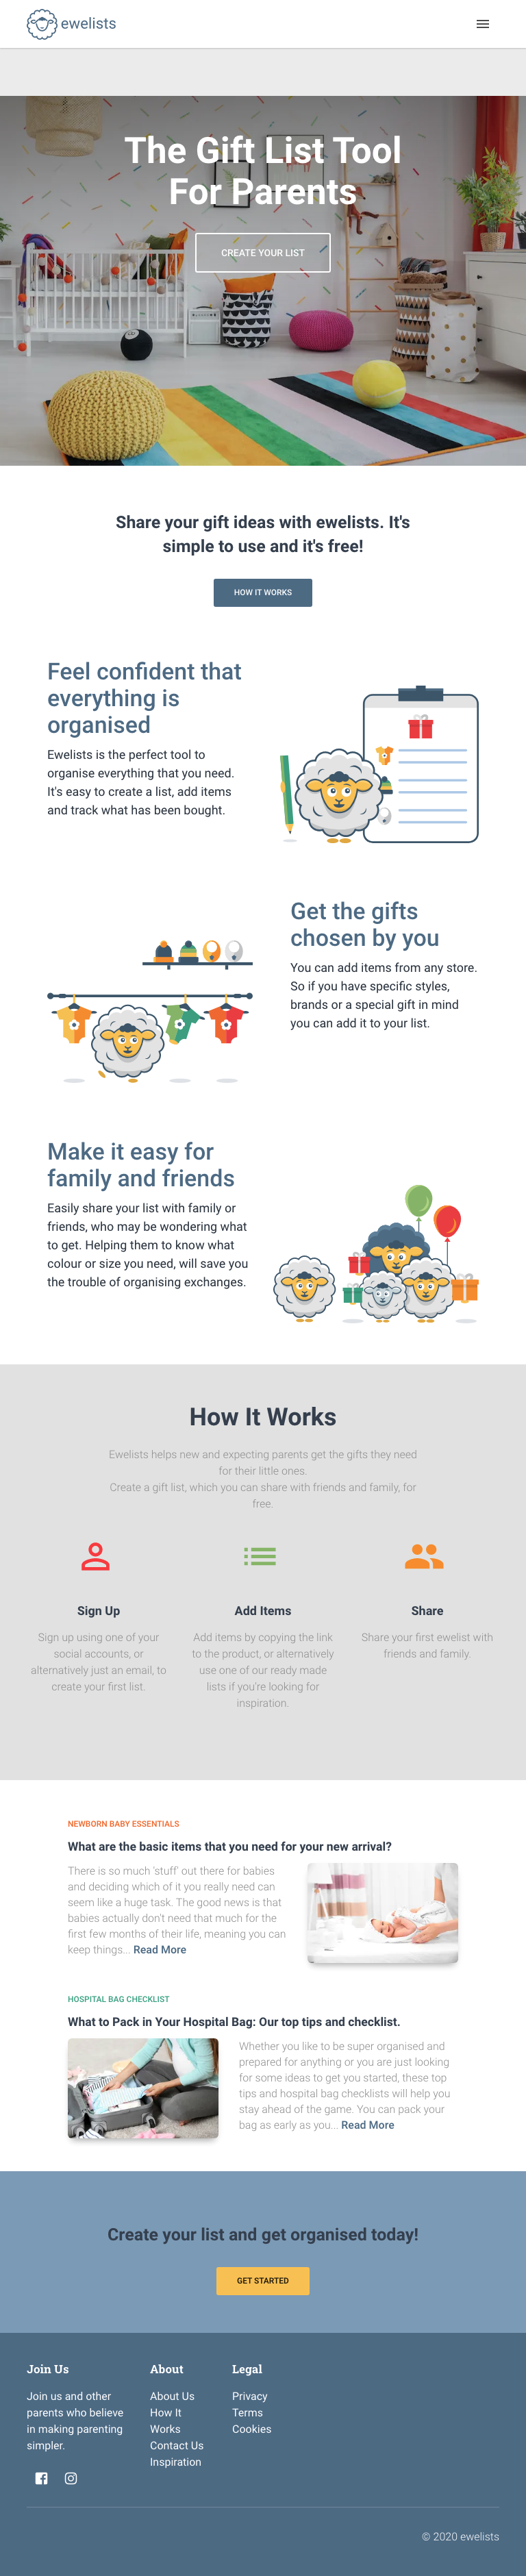 ewelists
The Gift List Tool
For Parents
CREATE YOUR LIST
Share your gift ideas with ewelists. It's
simple to use and it's free!
HOW IT WORKS
Feel confident that
everything is
organised
Ewelists is the perfect tool to
organise everything that you need.
It's easy to create a list, add items
and track what has been bought.
Get the gifts
chosen by you
You can add items from any store.
So if you have specific styles,
brands or a special gift in mind
you can add it to your list.
Make it easy for
family and friends
Easily share your list with family or
friends, who may be wondering what
to get. Helping them to know what
colour or size you need, will save you
the trouble of organising exchanges.
How It Works
Ewelists helps new and expecting parents get the gifts they need
for their little ones.
Create a gift list, which you can share with friends and family, for
free.
Sign Up
Sign up using one of your
social accounts, or
alternatively just an email, to
create your first list.
Add Items
Add items by copying the link
to the product, or alternatively
use one of our ready made
lists if you're looking for
inspiration.
Share
Share your first ewelist with
friends and family.
NEWBORN BABY ESSENTIALS
What are the basic items that you need for your new arrival?
There is so much 'stuff' out there for babies
and deciding which of it you really need can
seem like a huge task. The good news is that
babies actually don't need that much for the
first few months of their life, meaning you can
keep things... Read More
HOSPITAL BAG CHECKLIST
What to Pack in Your Hospital Bag: Our top tips and checklist.
Whether you like to be super organised and
prepared for anything or you are just looking
for some ideas to get you started, these top
tips and hospital bag checklists will help you
stay ahead of the game. You can pack your
bag as early as you... Read More
Create your list and get organised today!
GET STARTED
Join Us
Join us and other
parents who believe
in making parenting
simpler.
About
About Us
How It
Works
Contact Us
Inspiration
Legal
Privacy
Terms
Cookies
© 2020 ewelists